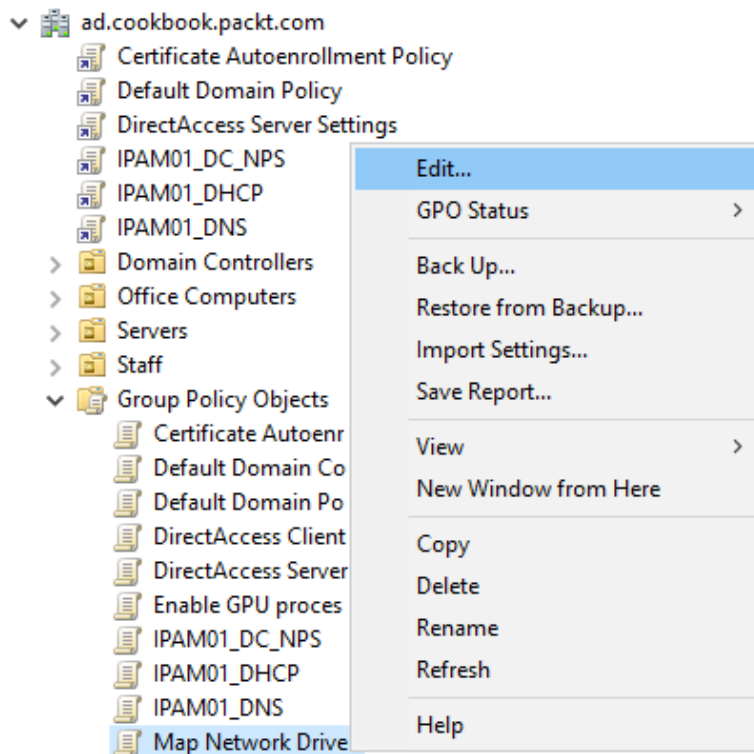 ad.cookbook.packt.com
Certificate Autoenrollment Policy
Default Domain Policy
DirectAccess Server Settings
IPAM01_DC_NPS
IPAM01_DHCP
IPAM01_DNS
Domain Controllers
Office Computers
Servers
Staff
Group Policy Objects
Certificate Autoenr
Default Domain Co
Default Domain Po
DirectAccess Client
DirectAccess Server
Enable GPU proces
IPAM01_DC_NPS
IPAM01_DHCP
IPAM01_DNS
Map Network Drive
Edit...
GPO Status
Back Up...
Restore from Backup...
Import Settings...
Save Report...
View
New Window from Here
Copy
Delete
Rename
Refresh
Help